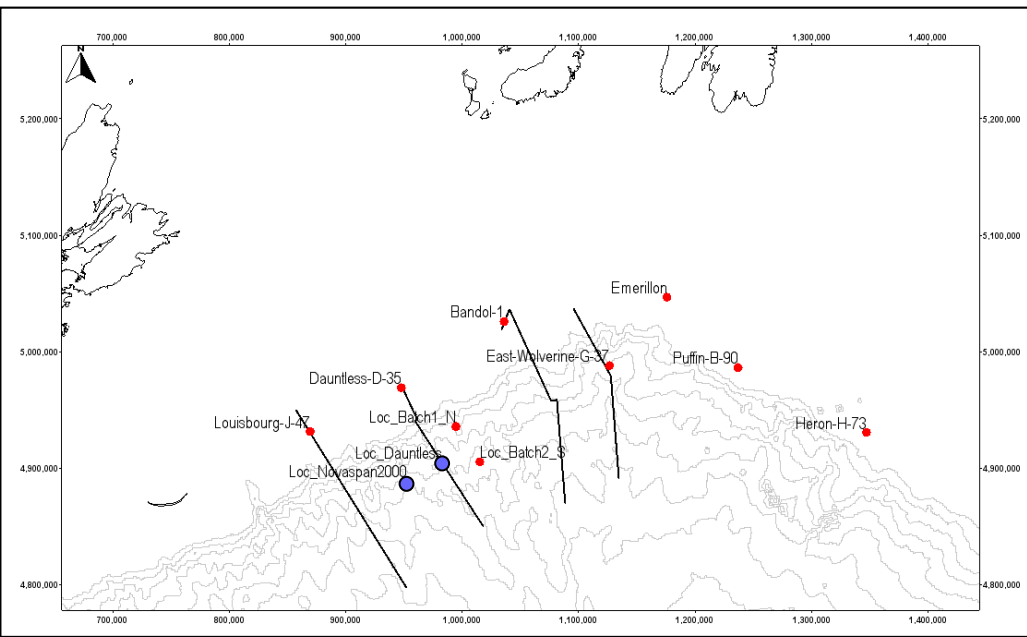 700,000 800,000 900,000 1,000,000 1,100,000 1,200,000 1,300,000 1,400,000
N
5,200,000 5,200,000
5,100,000 5,100,000
Emerillon
Bandol-1
5,000,000 5,000,000
East-Wolverine-G-37 Puffin-B-90
Dauntless-D-35
Louisbourg-J-47 Loc_Batch1_N Heron-H-73
4,900,000 Loc_Dauntless Loc_Batch2_S 4,900,000
Loc_Novaspan2000
4,800,000 4,800,000
700,000 800,000 900,000 1,000,000 1,100,000 1,200,000 1,300,000 1,400,000